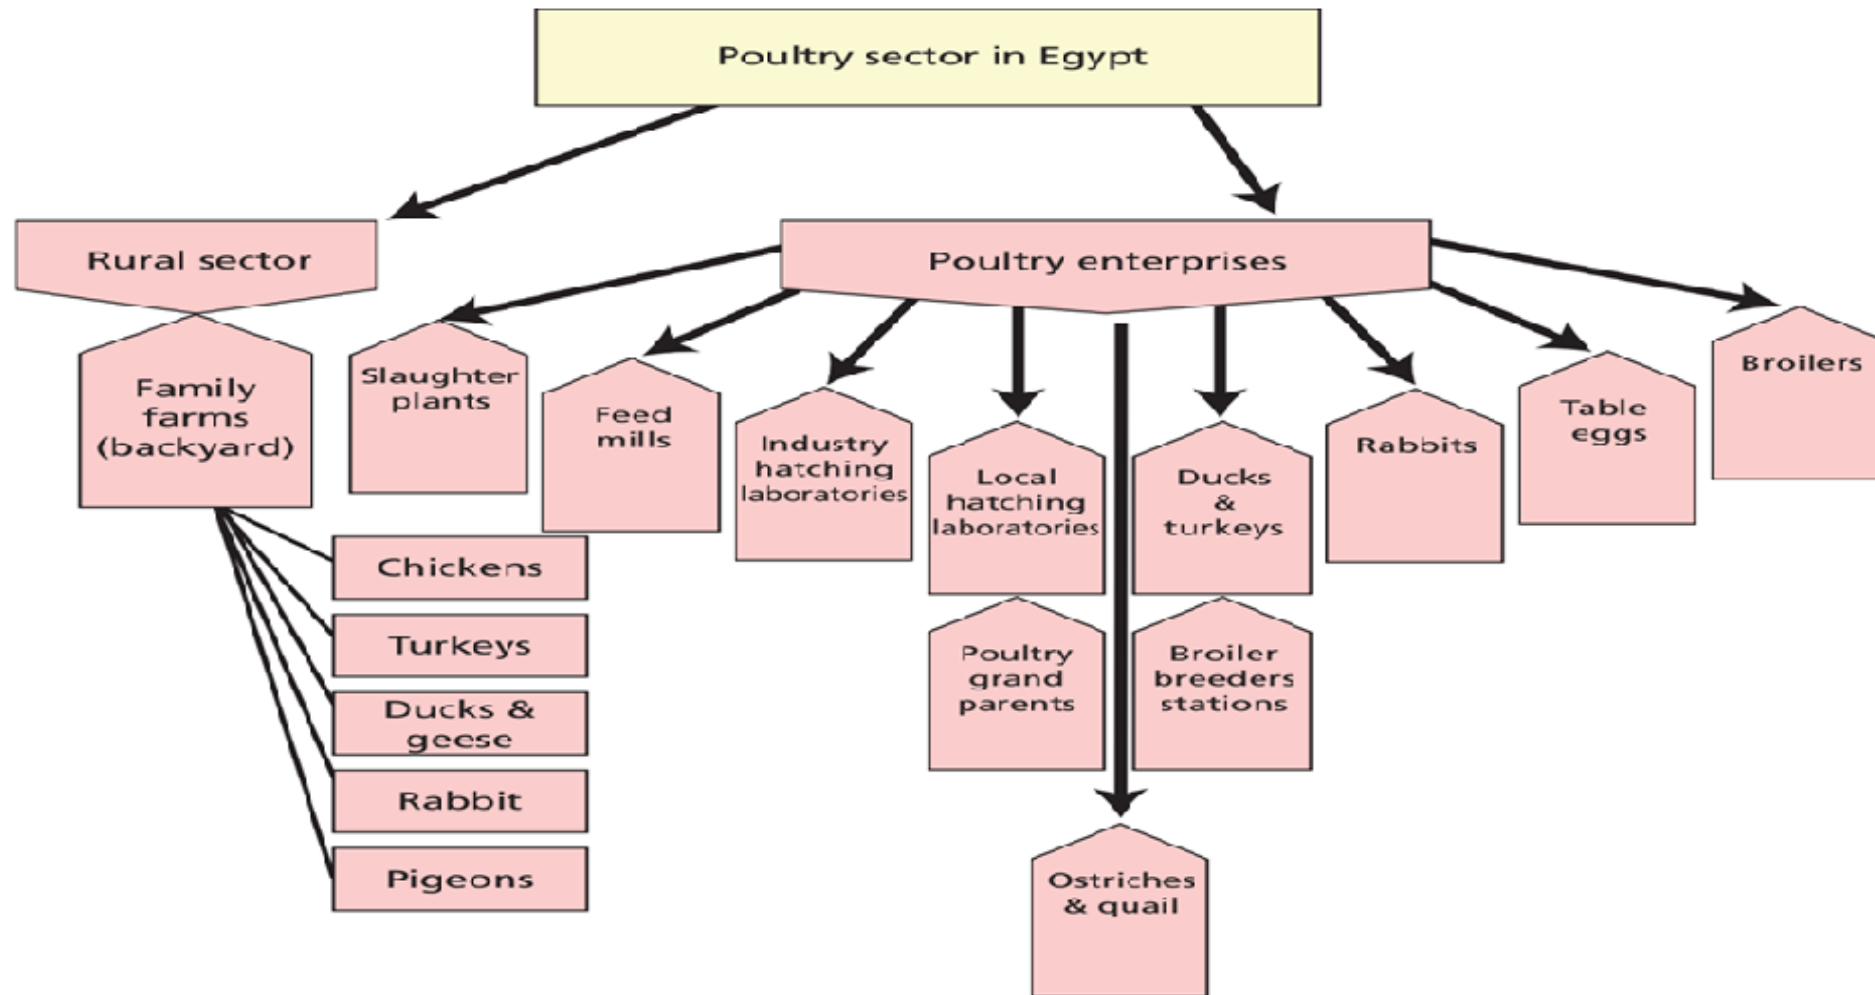 Poultry sector in Egypt
Rural sector
Poultry enterprises
Family
farms
(backyard)
Slaughter
plants
Feed
mills
Industry
hatching
laboratories
Local
hatching
laboratories
Ducks
&
turkeys
Rabbits
Table
eggs
Broilers
Chickens
Turkeys
Ducks &
geese
Rabbit
Pigeons
Poultry
grand
parents
Broiler
breeders
stations
Ostriches
& quail